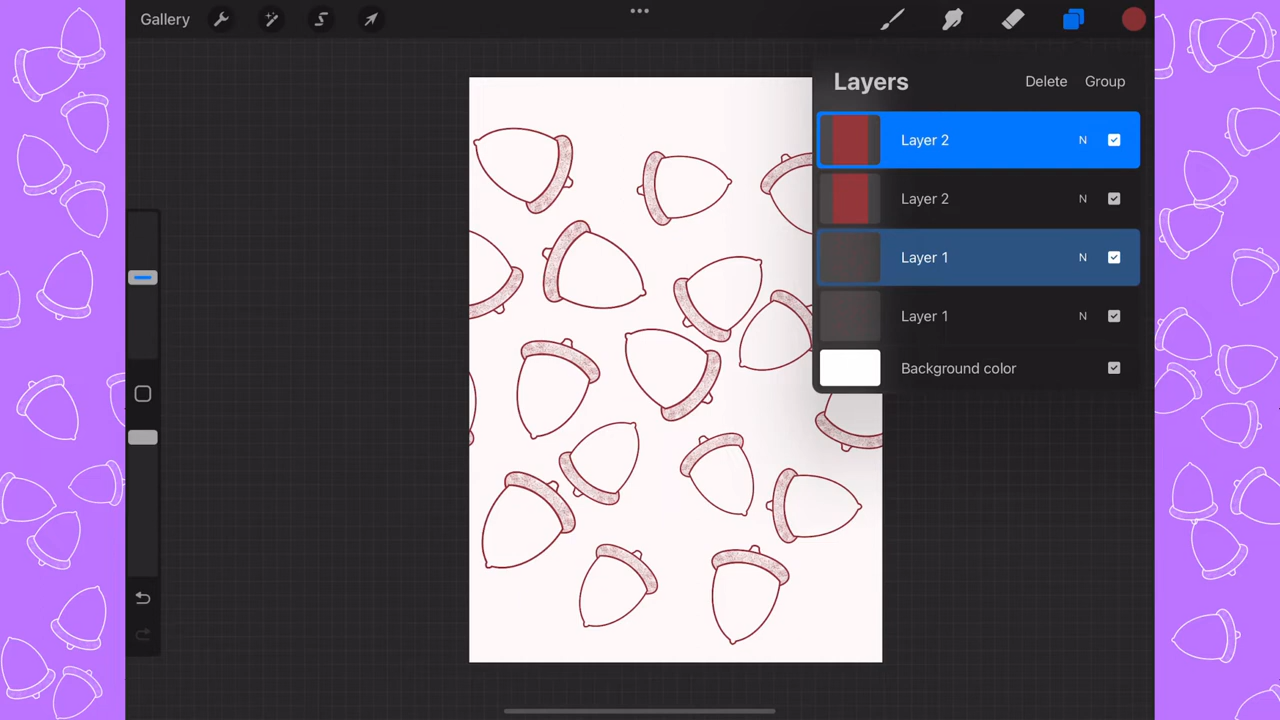 Gallery
Layers
Delete
Group
Layer 2
N
Layer 2
N
Layer 1
N
Layer 1
N
Background color